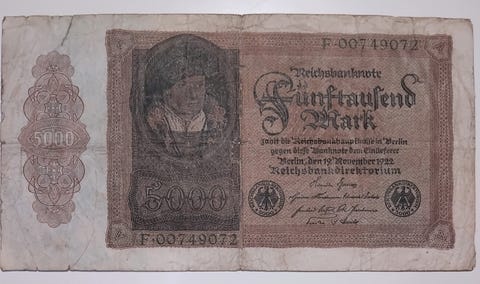 F·00749072
Reichsbanknote
Fünftausend
Mark
5000
zahlt die Reichsbankhauptkasse in Berlin
gegen diese Banknote dem Einlieferer
Berlin, den 19. November 1922
Reichsbankdirektorium
5000
F·00749072